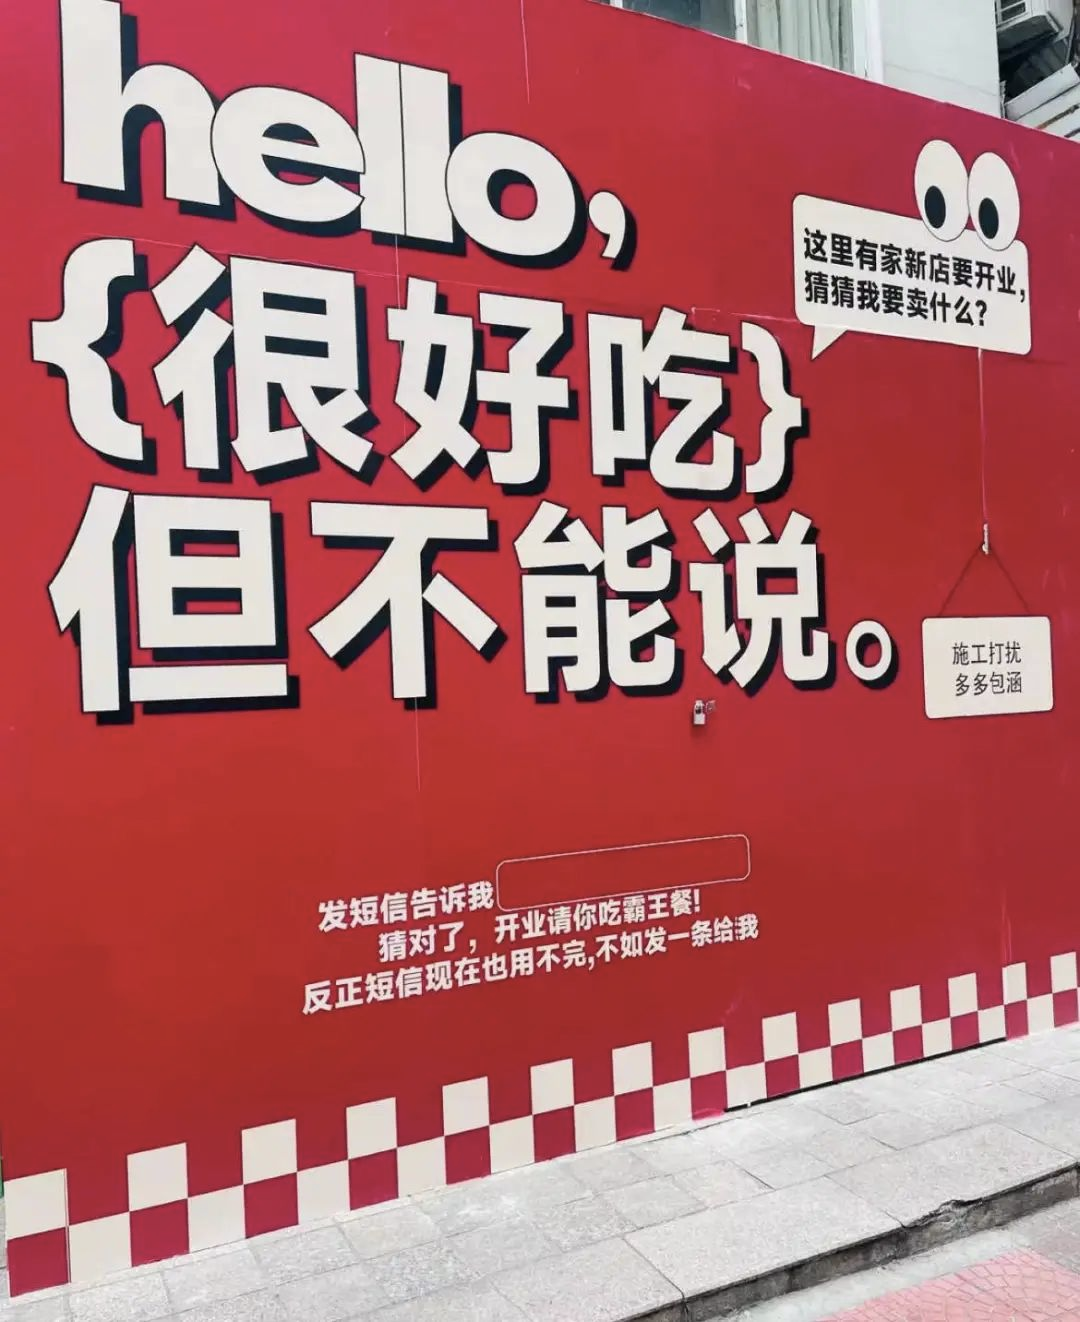 hello,
{很好吃}
但不能说。
这里有家新店要开业,
猜猜我要卖什么?
施工打扰
多多包涵
发短信告诉我
猜对了，开业请你吃霸王餐!
反正短信现在也用不完,不如发一条给我